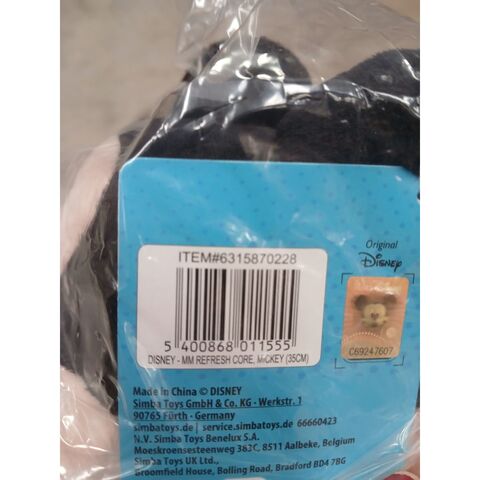 ITEM#6315870228
5 400868 011555
DISNEY - MM REFRESH CORE, MICKEY (35CM)
Original
Disney
C69247607
Made in China © DISNEY
Simba Toys GmbH & Co. KG - Werkstr. 1
90765 Fürth - Germany
simbatoys.de | service.simbatoys.de 66660423
N.V. Simba Toys Benelux S.A.
Moeskroensesteenweg 383C, 8511 Aalbeke, Belgium
Simba Toys UK Ltd.,
Broomfield House, Bolling Road, Bradford BD4 7BG